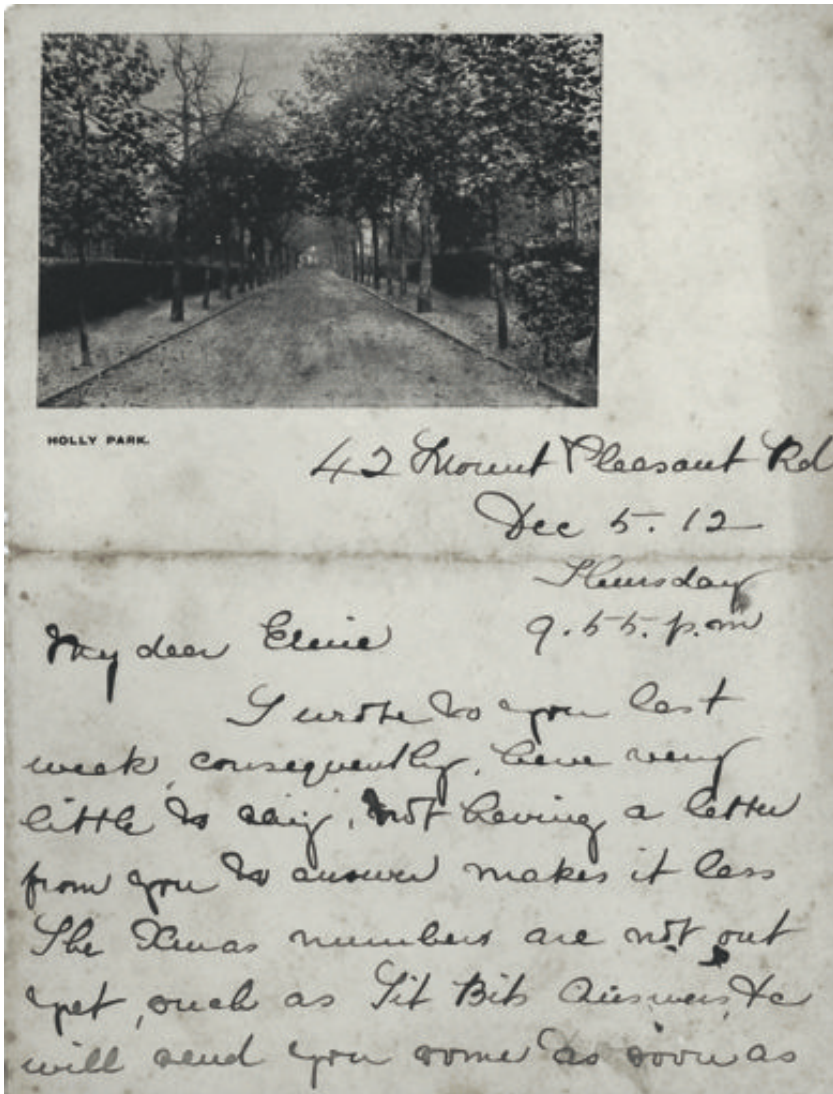 HOLLY PARK.
42 Mount Pleasant Rd
Dec 5. 12
Thursday
9.55.p.m
My dear Elsie
I wrote to you last
week, consequently, have very
little to say, not having a letter
from you to answer makes it less
The Xmas numbers are not out
yet, such as Tit Bits Answers, &c
will send you some as soon as